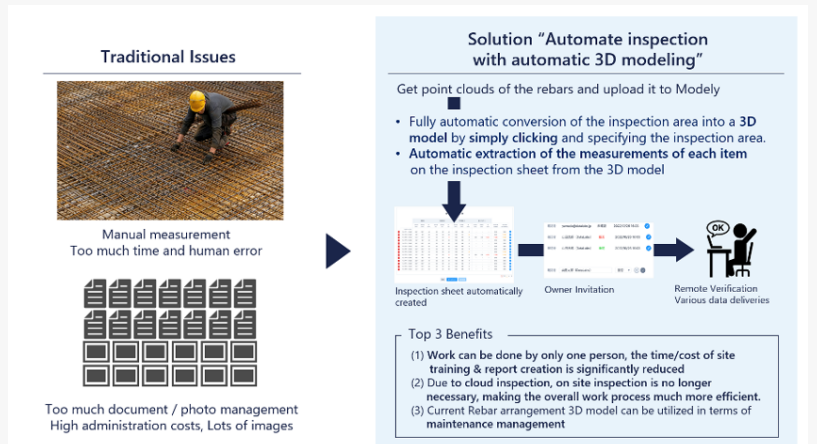 Traditional Issues
Manual measurement
Too much time and human error
Too much document / photo management
High administration costs, Lots of images
Solution “Automate inspection
with automatic 3D modeling”
Get point clouds of the rebars and upload it to Modely
• Fully automatic conversion of the inspection area into a 3D
model by simply clicking and specifying the inspection area.
• Automatic extraction of the measurements of each item
on the inspection sheet from the 3D model
Inspection sheet automatically
created
Owner Invitation
OK
Remote Verification
Various data deliveries
Top 3 Benefits
(1) Work can be done by only one person, the time/cost of site
training & report creation is significantly reduced
(2) Due to cloud inspection, on site inspection is no longer
necessary, making the overall work process much more efficient.
(3) Current Rebar arrangement 3D model can be utilized in terms of
maintenance management